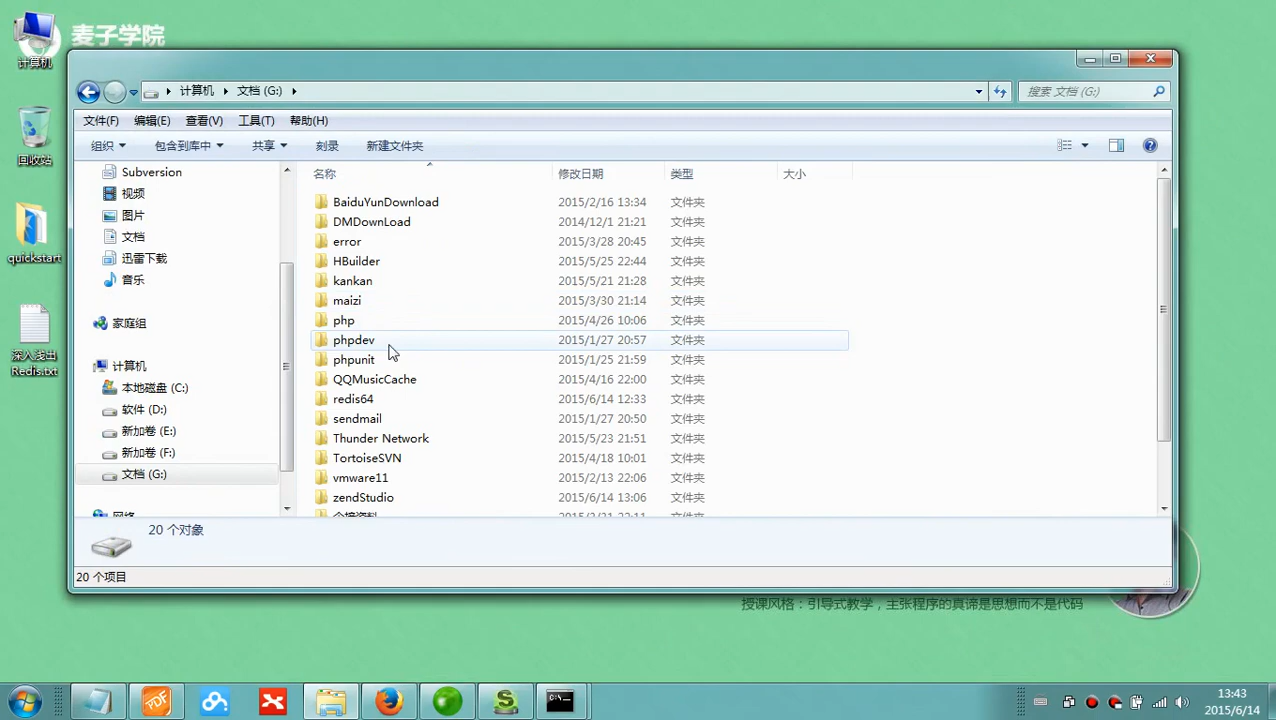 麦子学院
计算机
回收站
quickstart
深入浅出
Redis.txt
计算机 文档 (G:)
搜索 文档 (G:)
文件(F) 编辑(E) 查看(V) 工具(T) 帮助(H)
组织 包含到库中 共享 刻录 新建文件夹
Subversion
视频
图片
文档
迅雷下载
音乐
家庭组
计算机
本地磁盘 (C:)
软件 (D:)
新加卷 (E:)
新加卷 (F:)
文档 (G:)
网络
名称 修改日期 类型 大小
BaiduYunDownload 2015/2/16 13:34 文件夹
DMDownLoad 2014/12/1 21:21 文件夹
error 2015/3/28 20:45 文件夹
HBuilder 2015/5/25 22:44 文件夹
kankan 2015/5/21 21:28 文件夹
maizi 2015/3/30 21:14 文件夹
php 2015/4/26 10:06 文件夹
phpdev 2015/1/27 20:57 文件夹
phpunit 2015/1/25 21:59 文件夹
QQMusicCache 2015/4/16 22:00 文件夹
redis64 2015/6/14 12:33 文件夹
sendmail 2015/1/27 20:50 文件夹
Thunder Network 2015/5/23 21:51 文件夹
TortoiseSVN 2015/4/18 10:01 文件夹
vmware11 2015/2/13 22:06 文件夹
zendStudio 2015/6/14 13:06 文件夹
20 个对象
20 个项目
授课风格：引导式教学，主张程序的真谛是思想而不是代码
PDF
C:\
13:43
2015/6/14